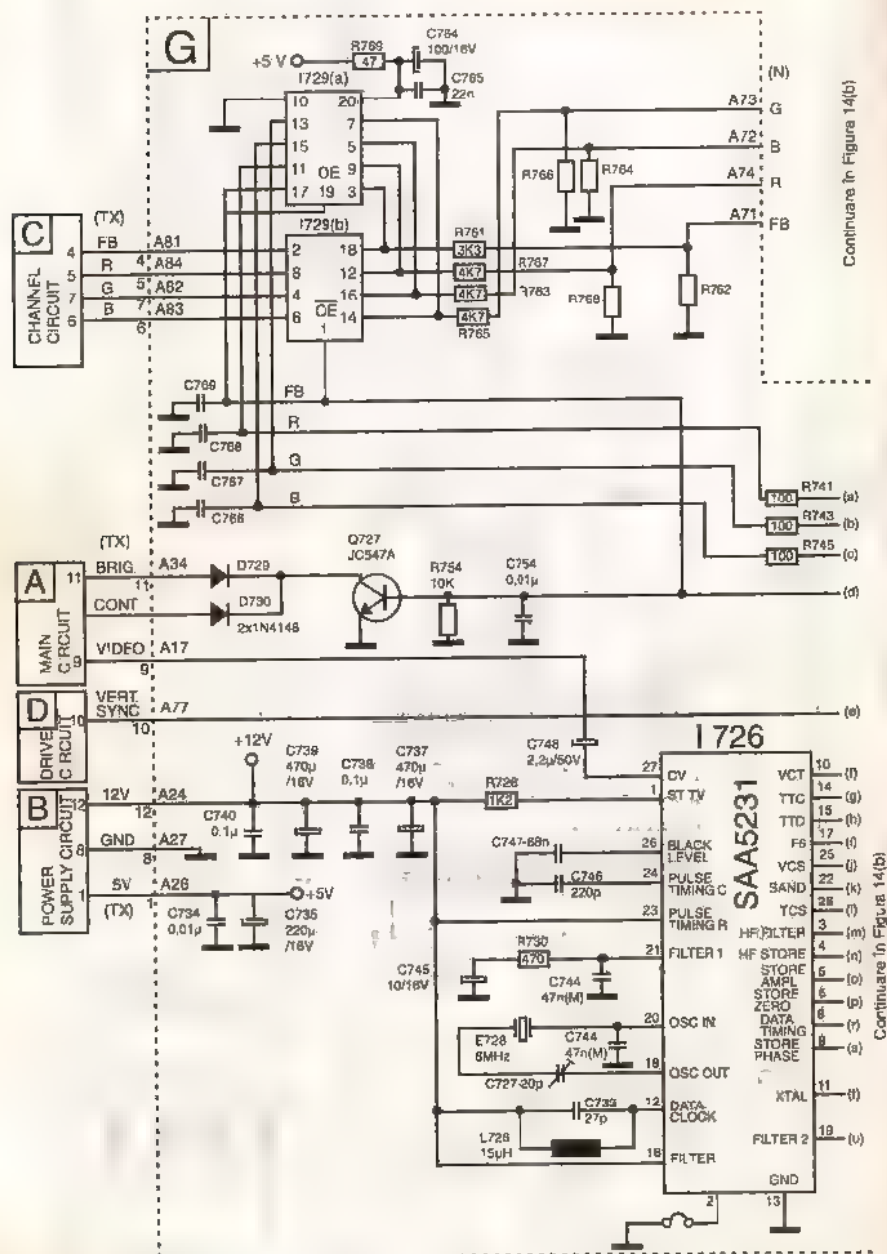 G
+5 V
R769
47
C764
100/16V
C765
22n
I729(a)
10
20
13
7
15
5
11
OE
9
17
19
3
I729(b)
2
18
8
12
4
16
6
OE
14
1
(N)
A73
G
A72
B
A74
R
A71
FB
R766
R764
R768
R762
R761
3K3
4K7
R767
4K7
R763
4K7
R765
Continuare în Figura 14(b)
C
CHANNEL
CIRCUIT
(TX)
4
FB
A81
4
5
R
A84
5
7
G
A82
7
6
B
A83
6
C769
FB
C768
R
C767
G
C766
B
R741
100
(a)
R743
100
(b)
R745
100
(c)
(d)
(TX)
A
MAIN
CIRCUIT
11
BRIG.
A34
11
D729
CONT
D730
2x1N4148
9
VIDEO
A17
9
Q727
JC547A
R754
10K
C754
0,01µ
D
DRIVE
CIRCUIT
10
VERT.
SYNC
A77
10
(e)
B
POWER
SUPPLY CIRCUIT
12
12V
A24
12
8
GND
A27
8
1
5V
A26
(TX)
1
+12V
C740
0.1µ
C739
470µ
/16V
C738
0,1µ
C737
470µ
/16V
+5V
C734
0,01µ
C735
220µ
/16V
C748
2,2µ/50V
R728
1K2
C747-68n
C746
220p
C745
10/16V
R730
470
C744
47n(M)
E728
6MHz
C744
47n(M)
C727-20p
C733
27p
L728
15µH
I 726
SAA5231
27
CV
1
ST TV
26
BLACK
LEVEL
24
PULSE
TIMING C
23
PULSE
TIMING R
21
FILTER 1
20
OSC IN
18
OSC OUT
12
DATA
CLOCK
16
FILTER
VCT
10
(f)
TTC
14
(g)
TTD
15
(h)
F6
17
(i)
VCS
25
(j)
SAND
22
(k)
TCS
28
(l)
HF FILTER
3
(m)
HF STORE
4
(n)
STORE
AMPL
(o)
STORE
ZERO
(p)
DATA
TIMING
(r)
STORE
PHASE
(s)
XTAL
11
(t)
FILTER 2
19
(u)
GND
2
13
Continuare în Figura 14(b)